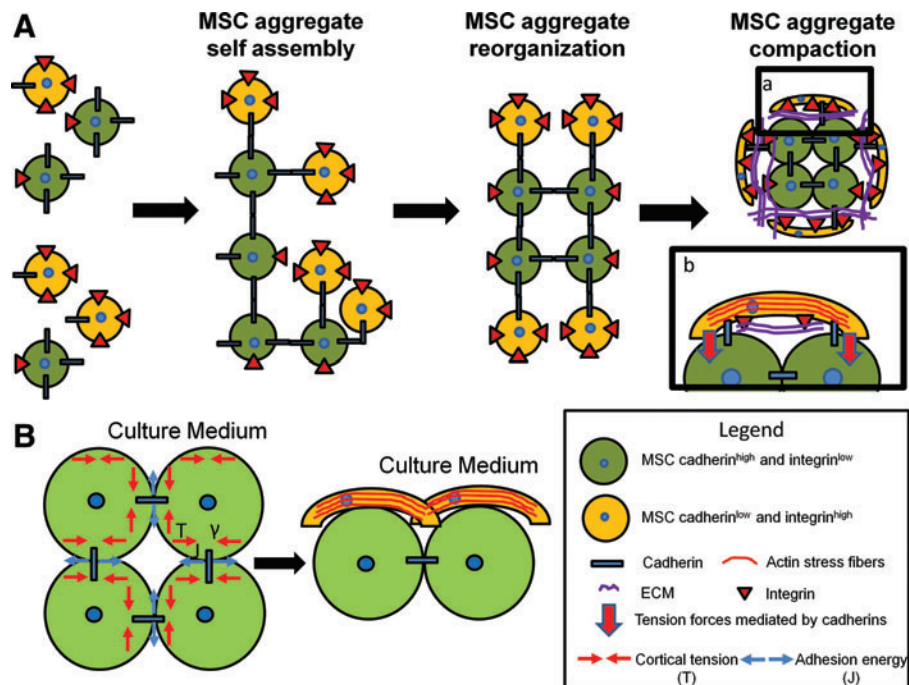 A
MSC aggregate
self assembly
MSC aggregate
reorganization
MSC aggregate
compaction
a
b
B
Culture Medium
T γ
J
Culture Medium
Legend
MSC cadherinhigh and integrinlow
MSC cadherinlow and integrinhigh
Cadherin
Actin stress fibers
ECM
Integrin
Tension forces mediated by cadherins
Cortical tension
(T)
Adhesion energy
(J)